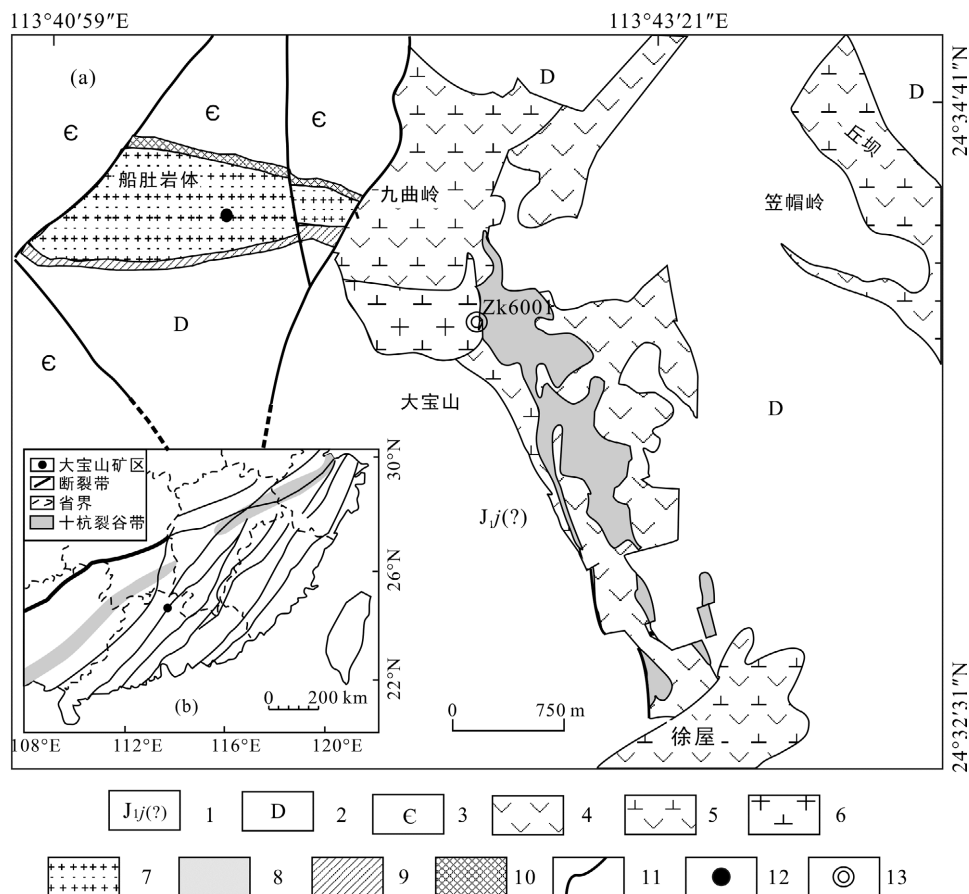 113°40′59″E
113°43′21″E
(a)
D
D
Є
Є
Є
24°34′41″N
丘坝
船肚岩体
九曲岭
笠帽岭
Zk6001
D
Є
大宝山
D
J₁j(?)
大宝山矿区
断裂带
省界
十杭裂谷带
30°N
26°N
22°N
(b)
0 200 km
108°E
112°E
116°E
120°E
0 750 m
徐屋
24°32′31″N
J₁j(?) 1
D 2
Є 3
4
5
6
7
8
9
10
11
12
13